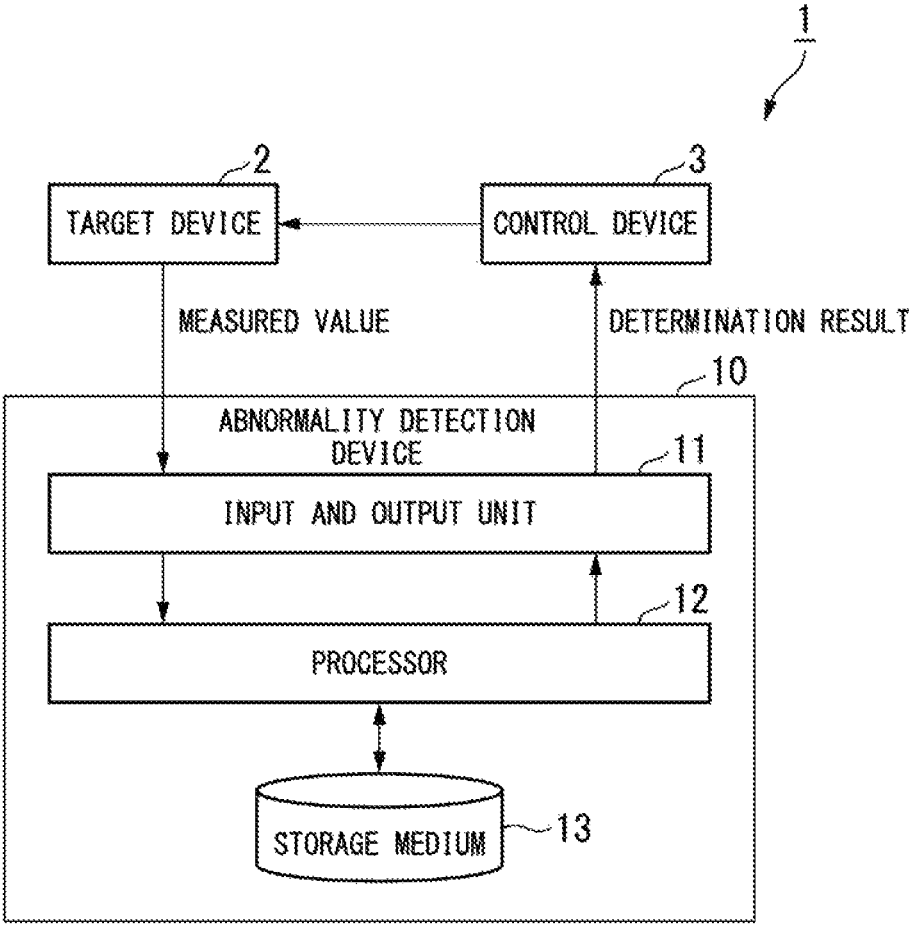 1
2
3
TARGET DEVICE
CONTROL DEVICE
MEASURED VALUE
DETERMINATION RESULT
10
ABNORMALITY DETECTION
DEVICE
11
INPUT AND OUTPUT UNIT
12
PROCESSOR
STORAGE MEDIUM
13